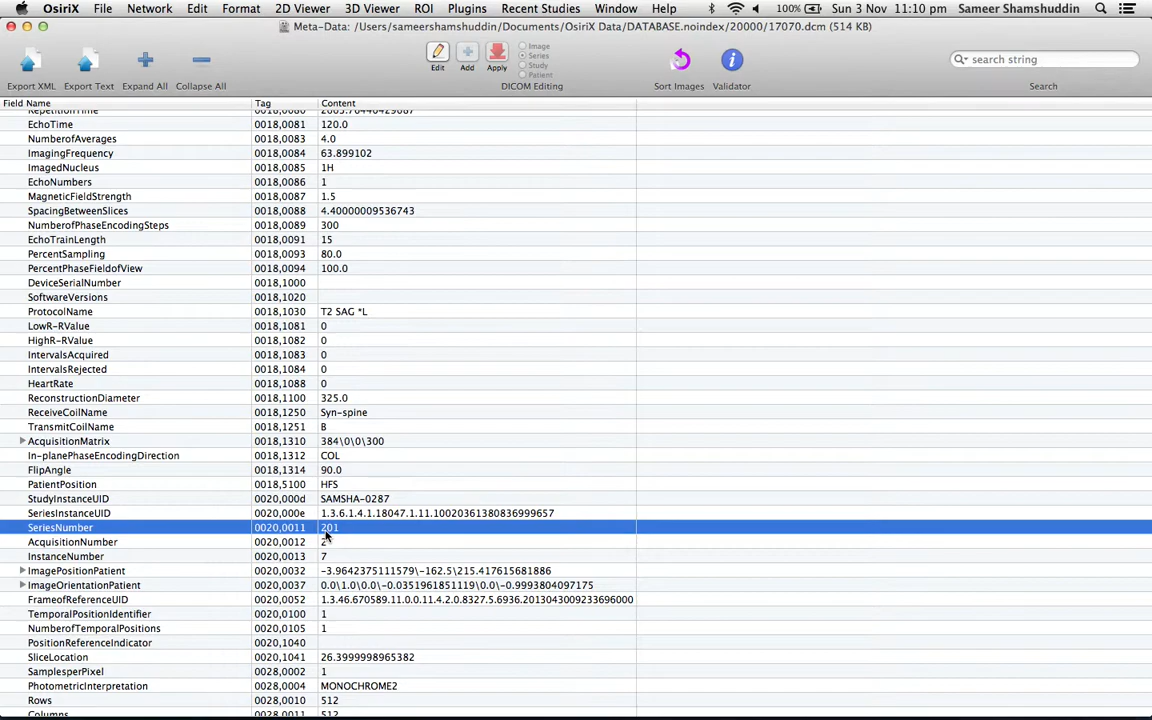 OsiriX File Network Edit Format 2D Viewer 3D Viewer ROI Plugins Recent Studies Window Help 100% Sun 3 Nov 11:10 pm Sameer Shamshuddin
Meta-Data: /Users/sameershamshuddin/Documents/OsiriX Data/DATABASE.noindex/20000/17070.dcm (514 KB)
Image
Series
Study
Patient
search string
Export XML Export Text Expand All Collapse All Edit Add Apply DICOM Editing Sort Images Validator Search
Field Name Tag Content
RepetitionTime 0018,0080
EchoTime 0018,0081 120.0
NumberofAverages 0018,0083 4.0
ImagingFrequency 0018,0084 63.899102
ImagedNucleus 0018,0085 1H
EchoNumbers 0018,0086 1
MagneticFieldStrength 0018,0087 1.5
SpacingBetweenSlices 0018,0088 4.40000009536743
NumberofPhaseEncodingSteps 0018,0089 300
EchoTrainLength 0018,0091 15
PercentSampling 0018,0093 80.0
PercentPhaseFieldofView 0018,0094 100.0
DeviceSerialNumber 0018,1000
SoftwareVersions 0018,1020
ProtocolName 0018,1030 T2 SAG *L
LowR-RValue 0018,1081 0
HighR-RValue 0018,1082 0
IntervalsAcquired 0018,1083 0
IntervalsRejected 0018,1084 0
HeartRate 0018,1088 0
ReconstructionDiameter 0018,1100 325.0
ReceiveCoilName 0018,1250 Syn-spine
TransmitCoilName 0018,1251 B
AcquisitionMatrix 0018,1310 384\0\0\300
In-planePhaseEncodingDirection 0018,1312 COL
FlipAngle 0018,1314 90.0
PatientPosition 0018,5100 HFS
StudyInstanceUID 0020,000d SAMSHA-0287
SeriesInstanceUID 0020,000e 1.3.6.1.4.1.18047.1.11.10020361380836999657
SeriesNumber 0020,0011 201
AcquisitionNumber 0020,0012 2
InstanceNumber 0020,0013 7
ImagePositionPatient 0020,0032 -3.9642375111579\-162.5\215.417615681886
ImageOrientationPatient 0020,0037 0.0\1.0\0.0\-0.0351961851119\0.0\-0.9993804097175
FrameofReferenceUID 0020,0052 1.3.46.670589.11.0.0.11.4.2.0.8327.5.6936.2013043009233696000
TemporalPositionIdentifier 0020,0100 1
NumberofTemporalPositions 0020,0105 1
PositionReferenceIndicator 0020,1040
SliceLocation 0020,1041 26.3999998965382
SamplesperPixel 0028,0002 1
PhotometricInterpretation 0028,0004 MONOCHROME2
Rows 0028,0010 512
Columns 0028,0011 512